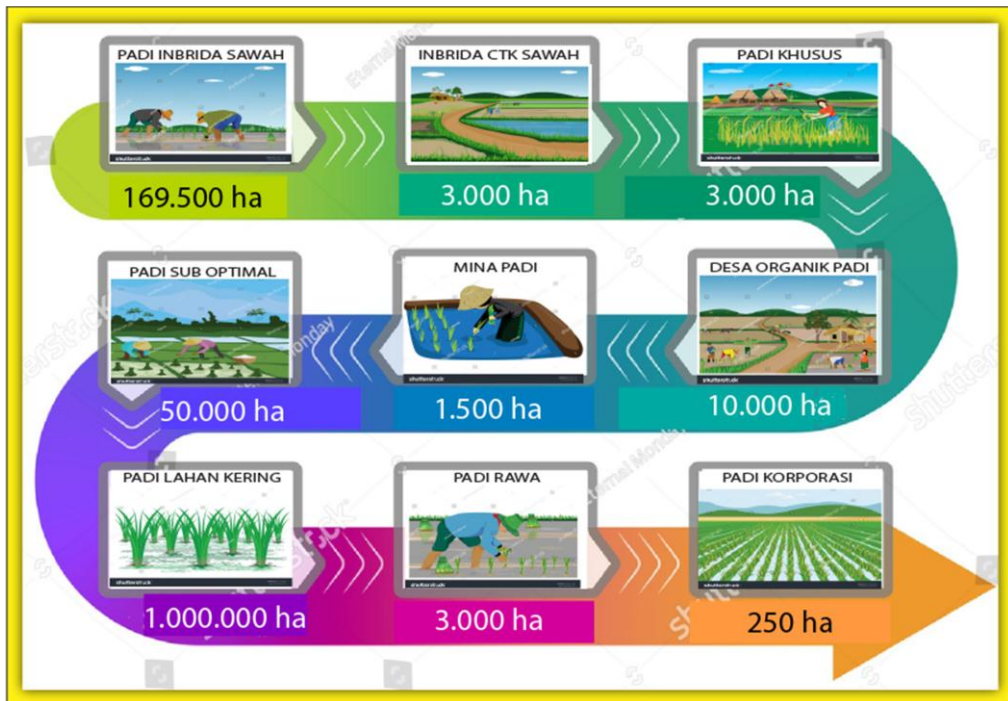 PADI INBRIDA SAWAH
INBRIDA CTK SAWAH
PADI KHUSUS
169.500 ha
3.000 ha
3.000 ha
PADI SUB OPTIMAL
MINA PADI
DESA ORGANIK PADI
50.000 ha
1.500 ha
10.000 ha
PADI LAHAN KERING
PADI RAWA
PADI KORPORASI
1.000.000 ha
3.000 ha
250 ha